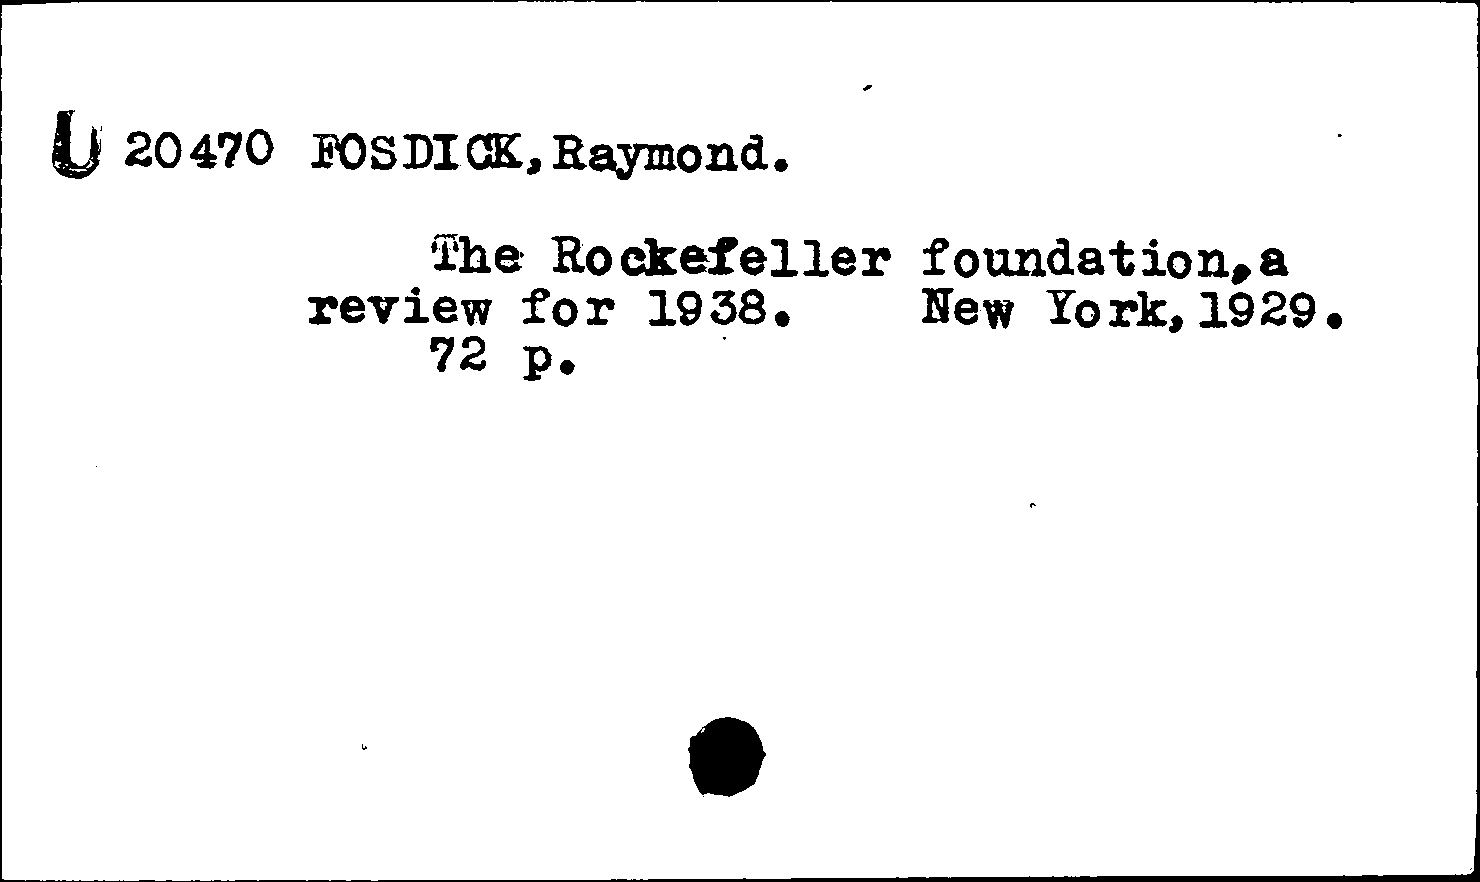 U 20470 FOSDICK,Raymond.
The Rockefeller foundation,a
review for 1938. New York,1929.
72 p.